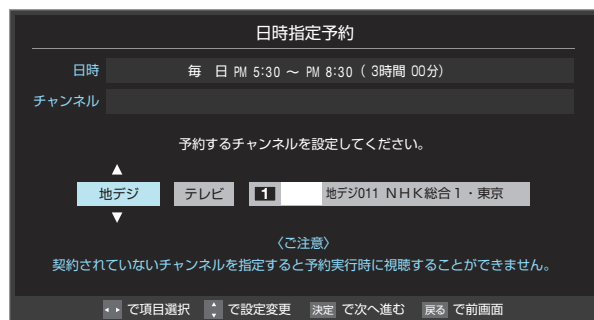 日時指定予約
日時 毎 日 PM 5:30 ～ PM 8:30 ( 3時間 00分)
チャンネル
予約するチャンネルを設定してください。
地デジ テレビ 1 地デジ011 ＮＨＫ総合１・東京
〈ご注意〉
契約されていないチャンネルを指定すると予約実行時に視聴することができません。
で項目選択 で設定変更 決定 で次へ進む 戻る で前画面